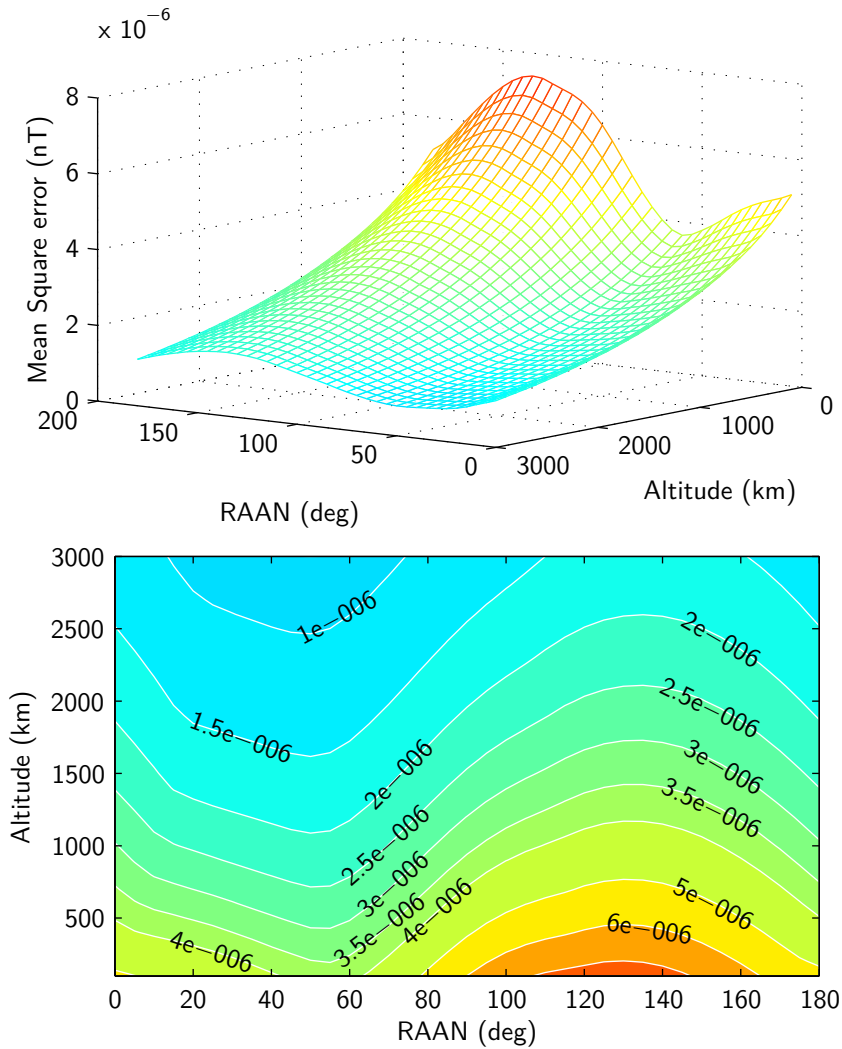 x 10−6
8
6
4
2
0
Mean Square error (nT)
200
150
100
50
0
RAAN (deg)
3000
2000
1000
0
Altitude (km)
3000
2500
2000
1500
1000
500
Altitude (km)
1e−006
1.5e−006
2e−006
2.5e−006
3e−006
3.5e−006
4e−006
4e−006
2e−006
2.5e−006
3e−006
3.5e−006
5e−006
6e−006
0
20
40
60
80
100
120
140
160
180
RAAN (deg)